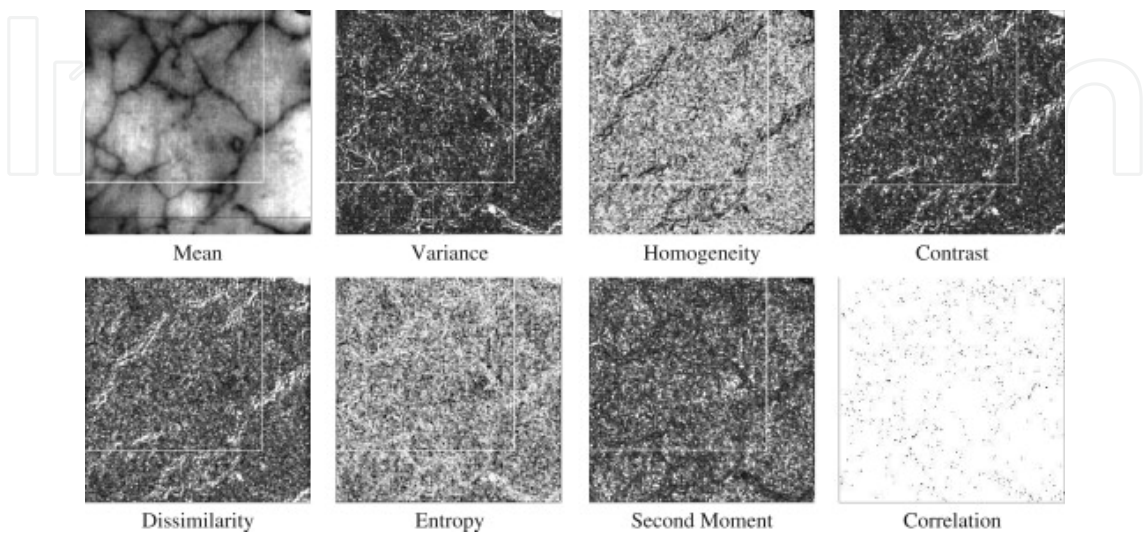 Mean
Variance
Homogeneity
Contrast
Dissimilarity
Entropy
Second Moment
Correlation